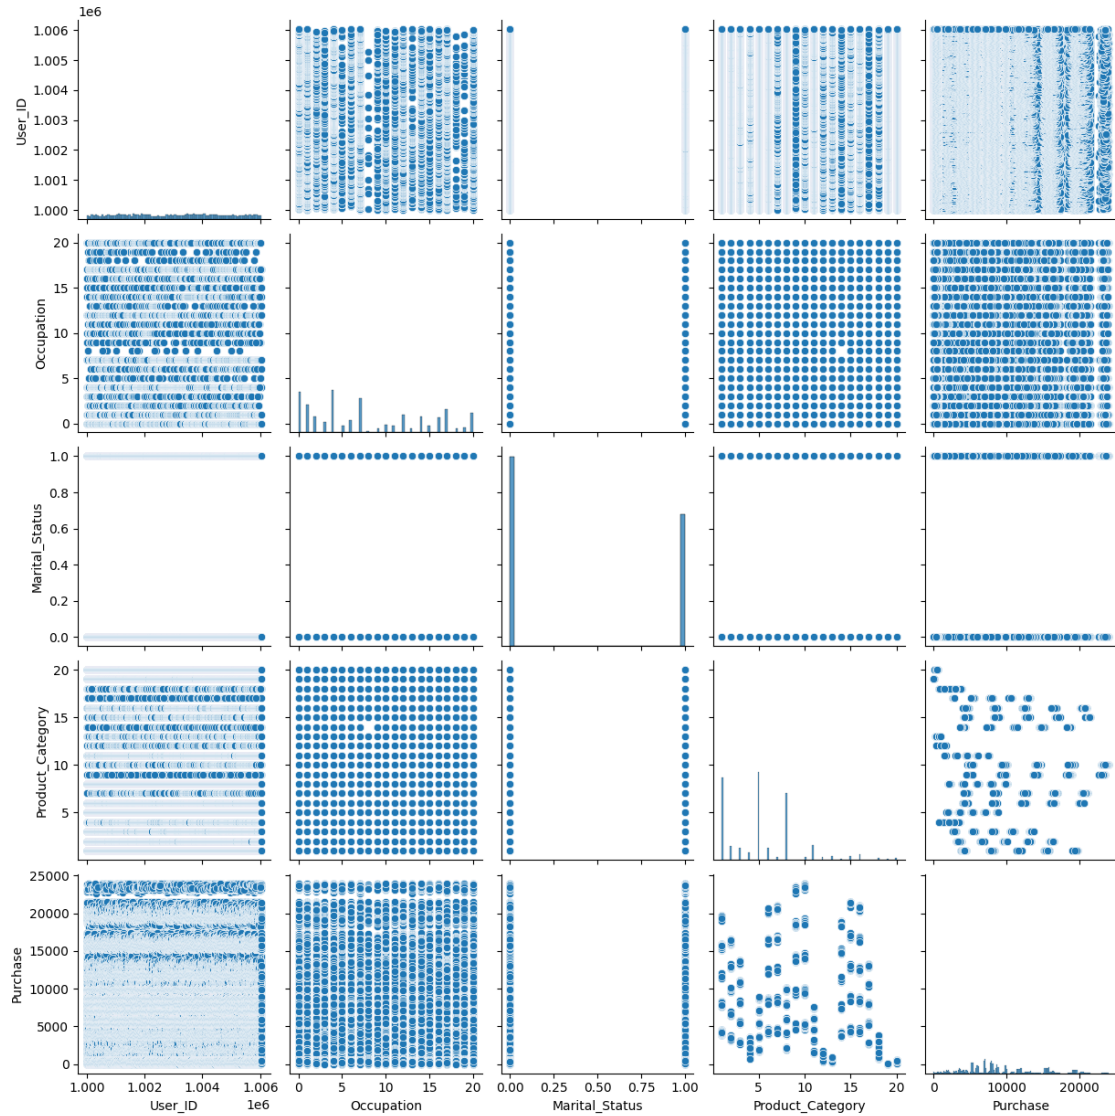 1e6
1.006
1.005
1.004
1.003
1.002
1.001
1.000
User_ID
20
15
10
5
0
Occupation
1.0
0.8
0.6
0.4
0.2
0.0
Marital_Status
20
15
10
5
Product_Category
25000
20000
15000
10000
5000
0
Purchase
1.000 1.002 1.004 1.006
User_ID 1e6
0 5 10 15 20
Occupation
0.00 0.25 0.50 0.75 1.00
Marital_Status
5 10 15 20
Product_Category
0 10000 20000
Purchase